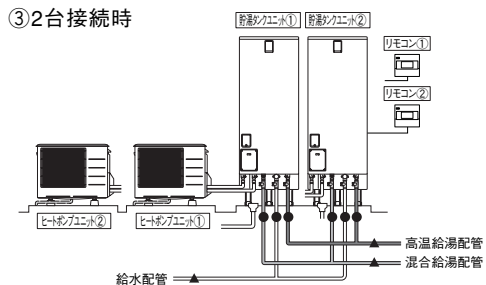 ③2台接続時
貯湯タンクユニット① 貯湯タンクユニット②
リモコン①
リモコン②
ヒートポンプユニット② ヒートポンプユニット①
高温給湯配管
混合給湯配管
給水配管